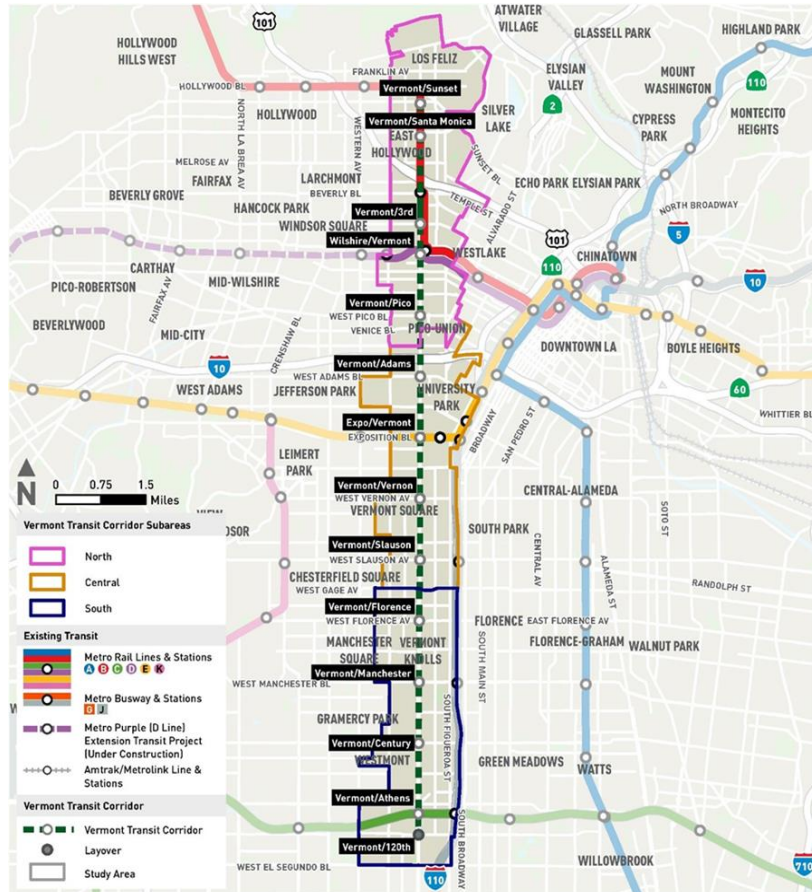 ATWATER
VILLAGE
GLASSELL PARK
HIGHLAND PARK
101
HOLLYWOOD
HILLS WEST
LOS FELIZ
FRANKLIN AV
ELYSIAN
VALLEY
MOUNT
WASHINGTON
110
HOLLYWOOD BL
Vermont/Sunset
HOLLYWOOD
SILVER
LAKE
2
CYPRESS
PARK
MONTECITO
HEIGHTS
NORTH LA BREA AV
WESTERN AV
Vermont/Santa Monica
EAST
HOLLYWOOD
SUNSET BL
MELROSE AV
FAIRFAX
LARCHMONT
BEVERLY BL
ECHO PARK
ELYSIAN PARK
BEVERLY GROVE
HANCOCK PARK
TEMPLE ST
ALVARADO ST
NORTH BROADWAY
Vermont/3rd
WINDSOR SQUARE
101
5
Wilshire/Vermont
WESTLAKE
CHINATOWN
110
CARTHAY
MID-WILSHIRE
10
PICO-ROBERTSON
FAIRFAX AV
Vermont/Pico
WEST PICO BL
BEVERLYWOOD
MID-CITY
CRENSHAW BL
VENICE BL
PICO-UNION
DOWNTOWN LA
BOYLE HEIGHTS
10
Vermont/Adams
WEST ADAMS BL
WEST ADAMS
JEFFERSON PARK
UNIVERSITY
PARK
60
BROADWAY
SAN PEDRO ST
WHITTIER BL
Expo/Vermont
EXPOSITION BL
LEIMERT
PARK
N
0 0.75 1.5
Miles
Vermont/Vernon
WEST VERNON AV
VERMONT SQUARE
CENTRAL-ALAMEDA
SOTO ST
VIEW
DSOR
SOUTH PARK
Vermont/Slauson
WEST SLAUSON AV
CENTRAL AV
ALAMEDA ST
CHESTERFIELD SQUARE
WEST GAGE AV
RANDOLPH ST
Vermont/Florence
WEST FLORENCE AV
FLORENCE
EAST FLORENCE AV
FLORENCE-GRAHAM
WALNUT PARK
MANCHESTER
SQUARE
VERMONT
KNOLLS
SOUTH MAIN ST
Vermont/Manchester
WEST MANCHESTER BL
SOUTH FIGUEROA ST
GRAMERCY PARK
Vermont/Century
WESTMONT
GREEN MEADOWS
WATTS
Vermont/Athens
SOUTH BROADWAY
Vermont/120th
WEST EL SEGUNDO BL
110
WILLOWBROOK
710
Vermont Transit Corridor Subareas
North
Central
South
Existing Transit
Metro Rail Lines & Stations
A B C D E K
Metro Busway & Stations
G J
Metro Purple (D Line)
Extension Transit Project
(Under Construction)
Amtrak/Metrolink Line &
Stations
Vermont Transit Corridor
Vermont Transit Corridor
Layover
Study Area